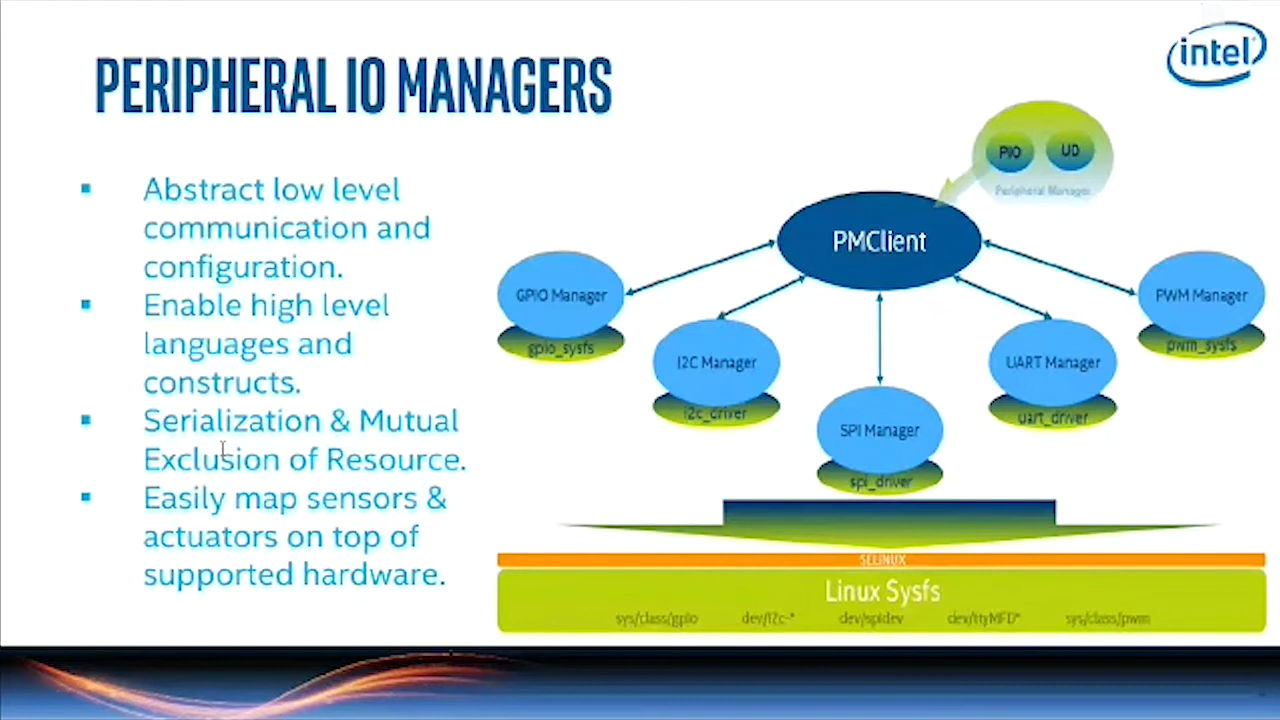 PERIPHERAL IO MANAGERS
intel
▪ Abstract low level
communication and
configuration.
▪ Enable high level
languages and
constructs.
▪ Serialization & Mutual
Exclusion of Resource.
▪ Easily map sensors &
actuators on top of
supported hardware.
PIO UD
Peripheral Manager
PMClient
GPIO Manager
gpio_sysfs
I2C Manager
i2c_driver
SPI Manager
spi_driver
UART Manager
uart_driver
PWM Manager
pwm_sysfs
SELINUX
Linux Sysfs
sys/class/gpio dev/i2c-* dev/spidev dev/ttyMFD* sys/class/pwm